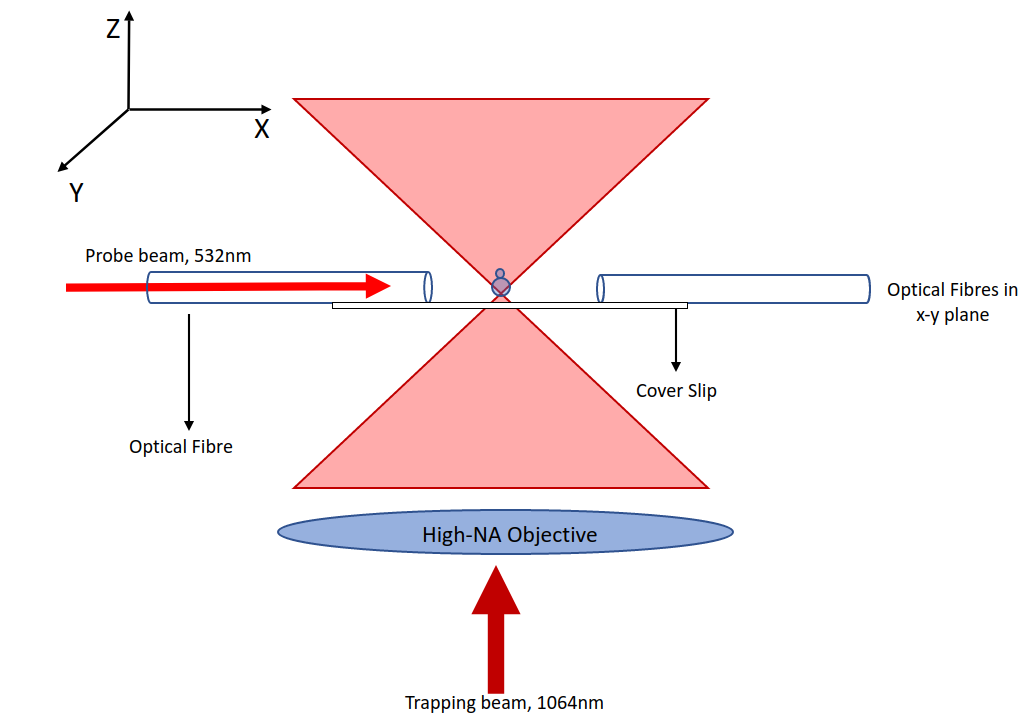 Z
X
Y
Probe beam, 532nm
Optical Fibres in
x-y plane
Cover Slip
Optical Fibre
High-NA Objective
Trapping beam, 1064nm